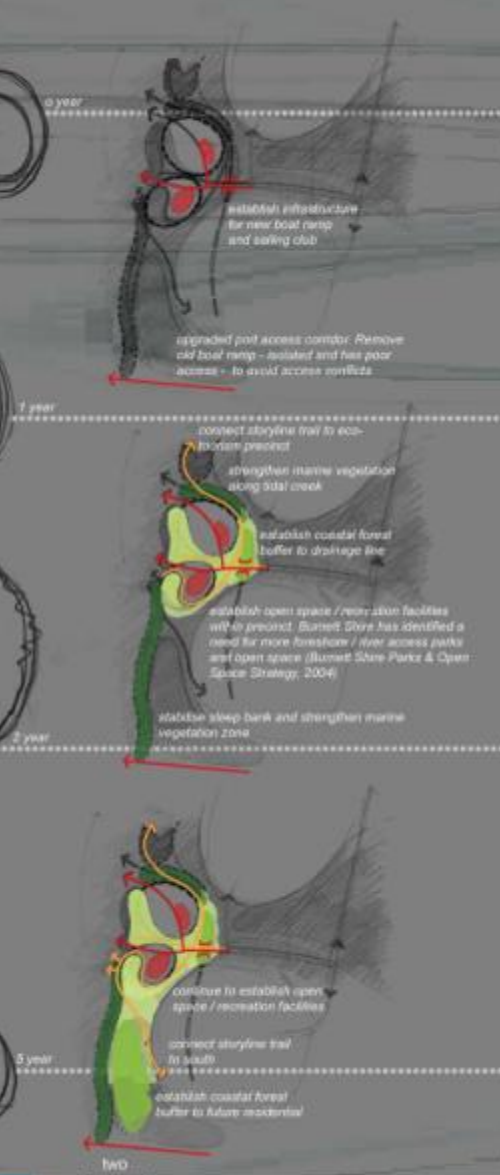 o year
establish infrastructure
for new boat ramp
and sailing club
upgraded port access corridor. Remove
old boat ramp - isolated and has poor
access - to avoid access conflicts
1 year
connect storyline trail to eco-
tourism precinct
strengthen marine vegetation
along tidal creek
establish coastal forest
buffer to drainage line
establish open space / recreation facilities
within precinct. Burnett Shire has identified a
need for more foreshore / river access parks
and open space (Burnett Shire Parks & Open
Space Strategy, 2004)
stabilise steep bank and strengthen marine
vegetation zone
2 year
continue to establish open
space / recreation facilities
connect storyline trail
to south
5 year
establish coastal forest
buffer to future residential
two